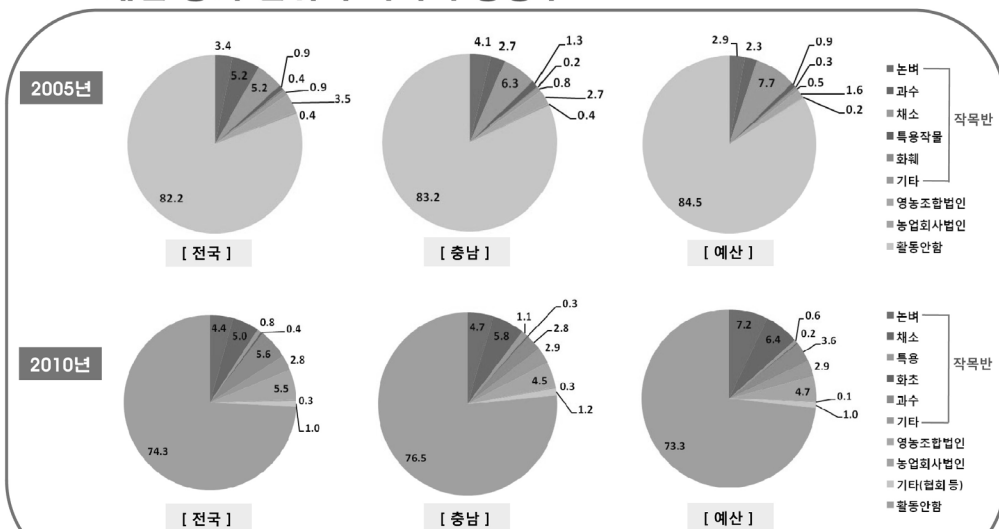 2005년
3.4
5.2
5.2
0.9
0.4
0.9
3.5
0.4
82.2
[ 전국 ]
4.1
2.7
6.3
1.3
0.2
0.8
2.7
0.4
83.2
[ 충남 ]
2.9
2.3
7.7
0.9
0.3
0.5
1.6
0.2
84.5
[ 예산 ]
논벼
과수
채소
특용작물
화훼
기타
작목반
영농조합법인
농업회사법인
활동안함
2010년
4.4
5.0
0.8
0.4
5.6
2.8
5.5
0.3
1.0
74.3
[ 전국 ]
4.7
5.8
1.1
0.3
2.8
2.9
4.5
0.3
1.2
76.5
[ 충남 ]
7.2
6.4
0.6
0.2
3.6
2.9
4.7
0.1
1.0
73.3
[ 예산 ]
논벼
채소
특용
화초
과수
기타
작목반
영농조합법인
농업회사법인
기타(협회 등)
활동안함